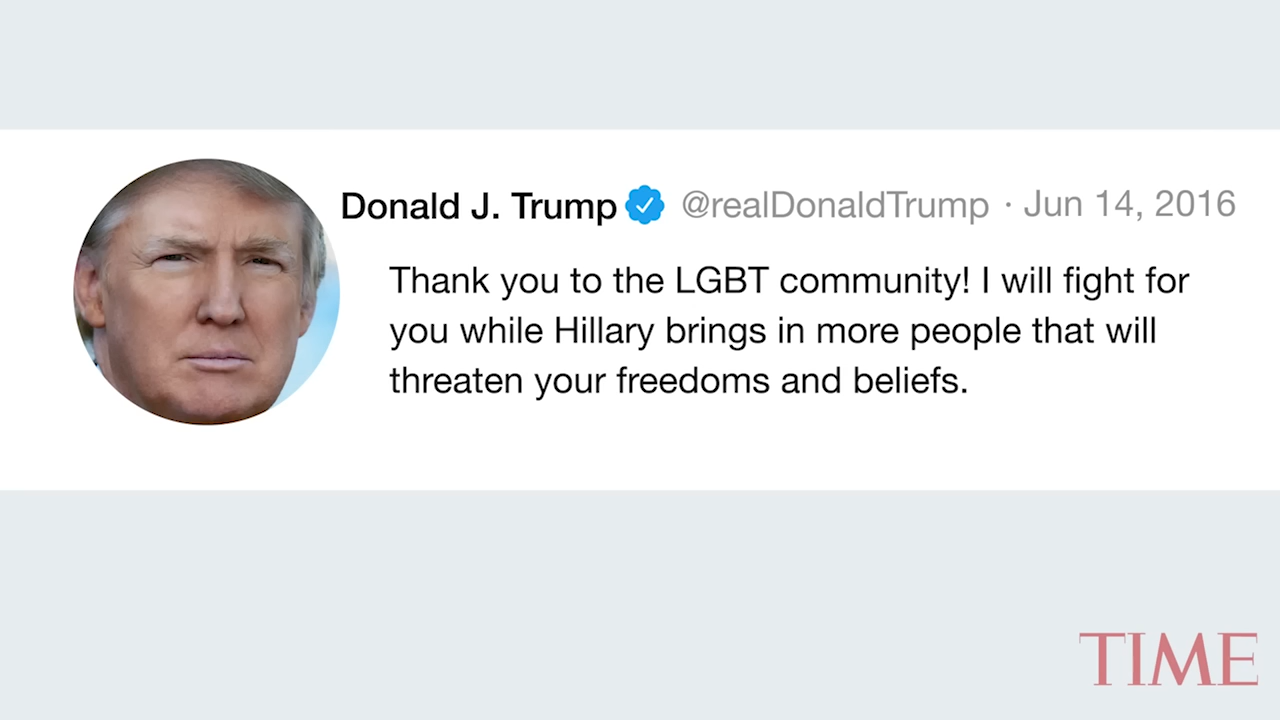 Donald J. Trump @realDonaldTrump · Jun 14, 2016
Thank you to the LGBT community! I will fight for
you while Hillary brings in more people that will
threaten your freedoms and beliefs.
TIME